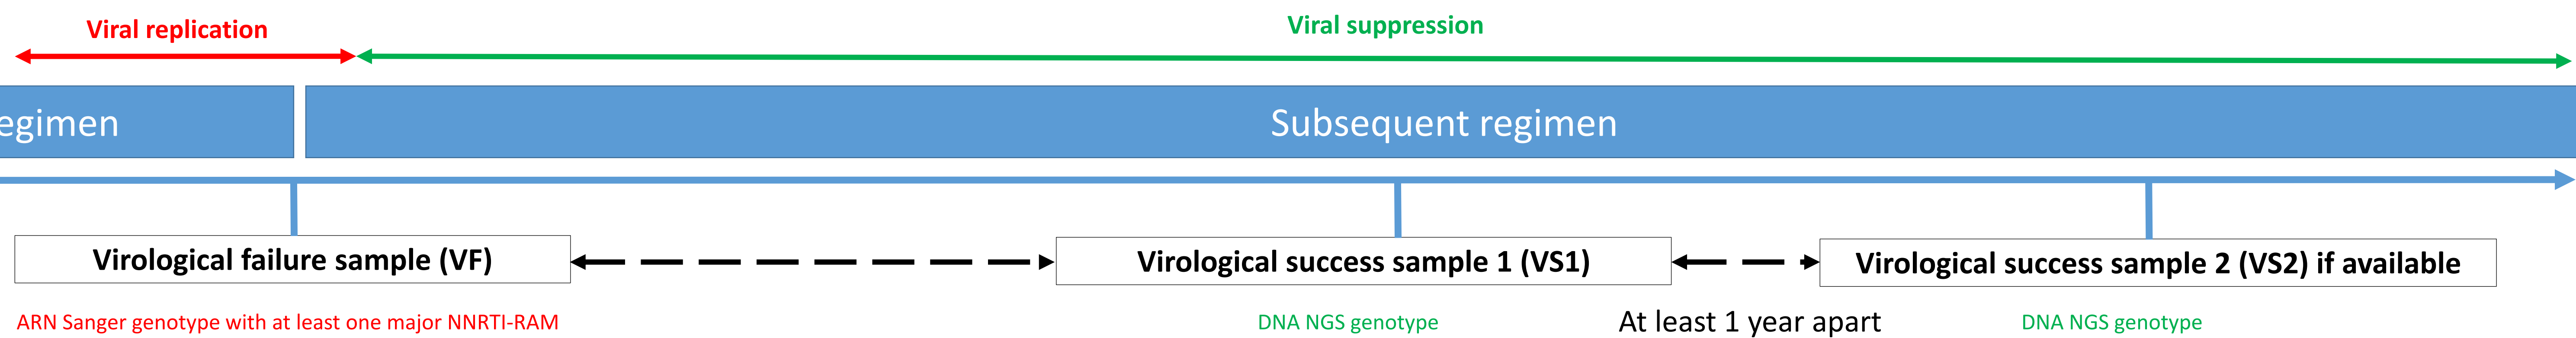 Viral replication
Viral suppression
egimen
Subsequent regimen
Virological failure sample (VF)
Virological success sample 1 (VS1)
Virological success sample 2 (VS2) if available
ARN Sanger genotype with at least one major NNRTI-RAM
DNA NGS genotype
At least 1 year apart
DNA NGS genotype